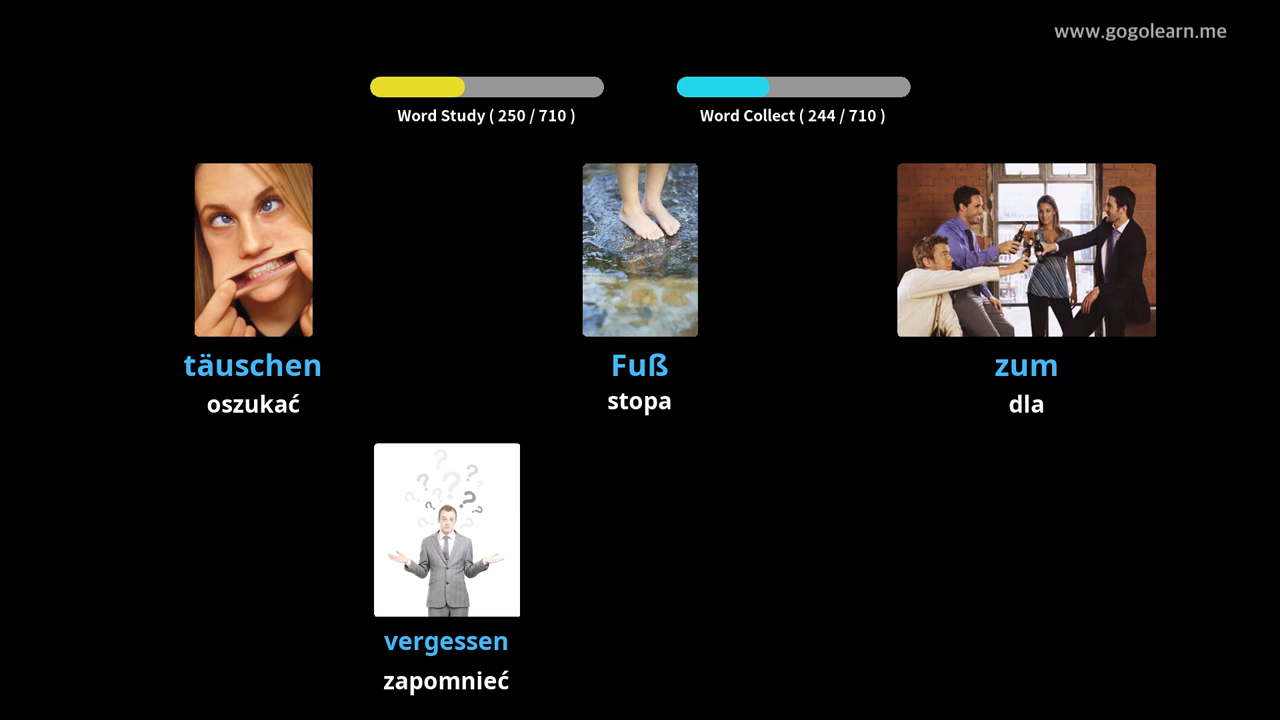 www.gogolearn.me
Word Study ( 250 / 710 )
Word Collect ( 244 / 710 )
täuschen
oszukać
Fuß
stopa
zum
dla
vergessen
zapomnieć